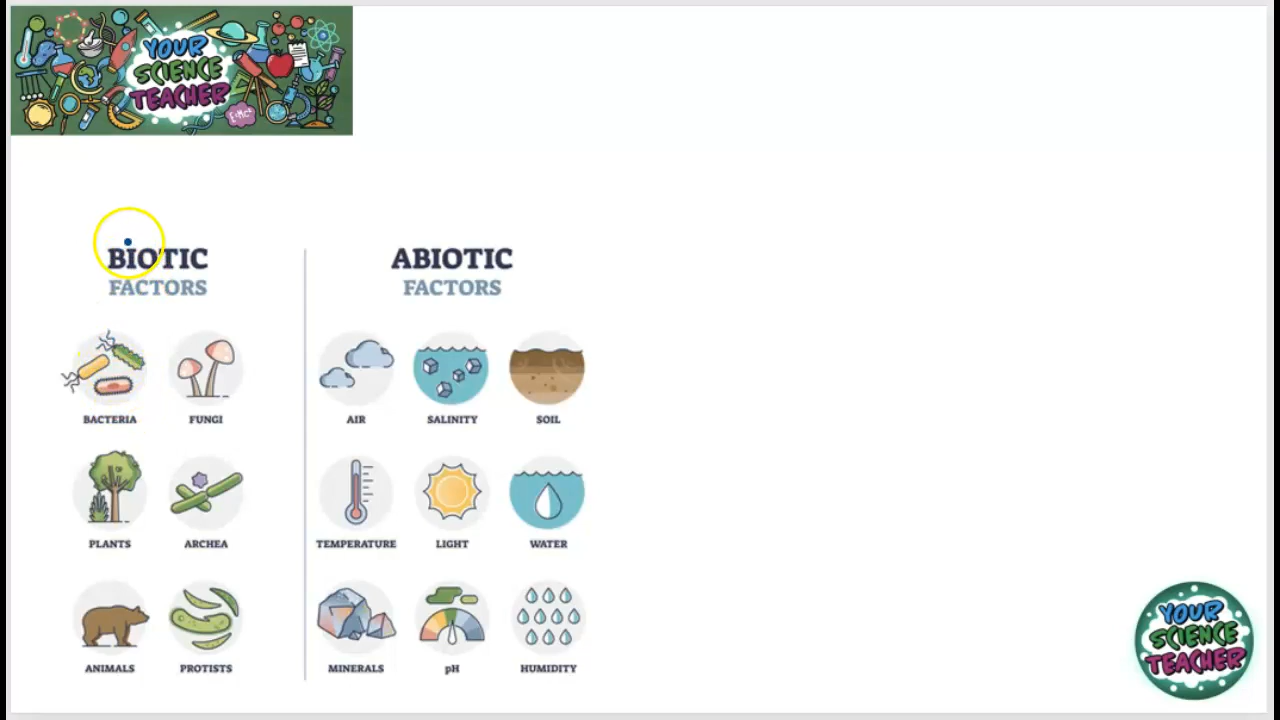 YOUR
SCIENCE
TEACHER
E=MC²
BIOTIC
FACTORS
ABIOTIC
FACTORS
BACTERIA
FUNGI
AIR
SALINITY
SOIL
PLANTS
ARCHEA
TEMPERATURE
LIGHT
WATER
ANIMALS
PROTISTS
MINERALS
pH
HUMIDITY
YOUR
SCIENCE
TEACHER